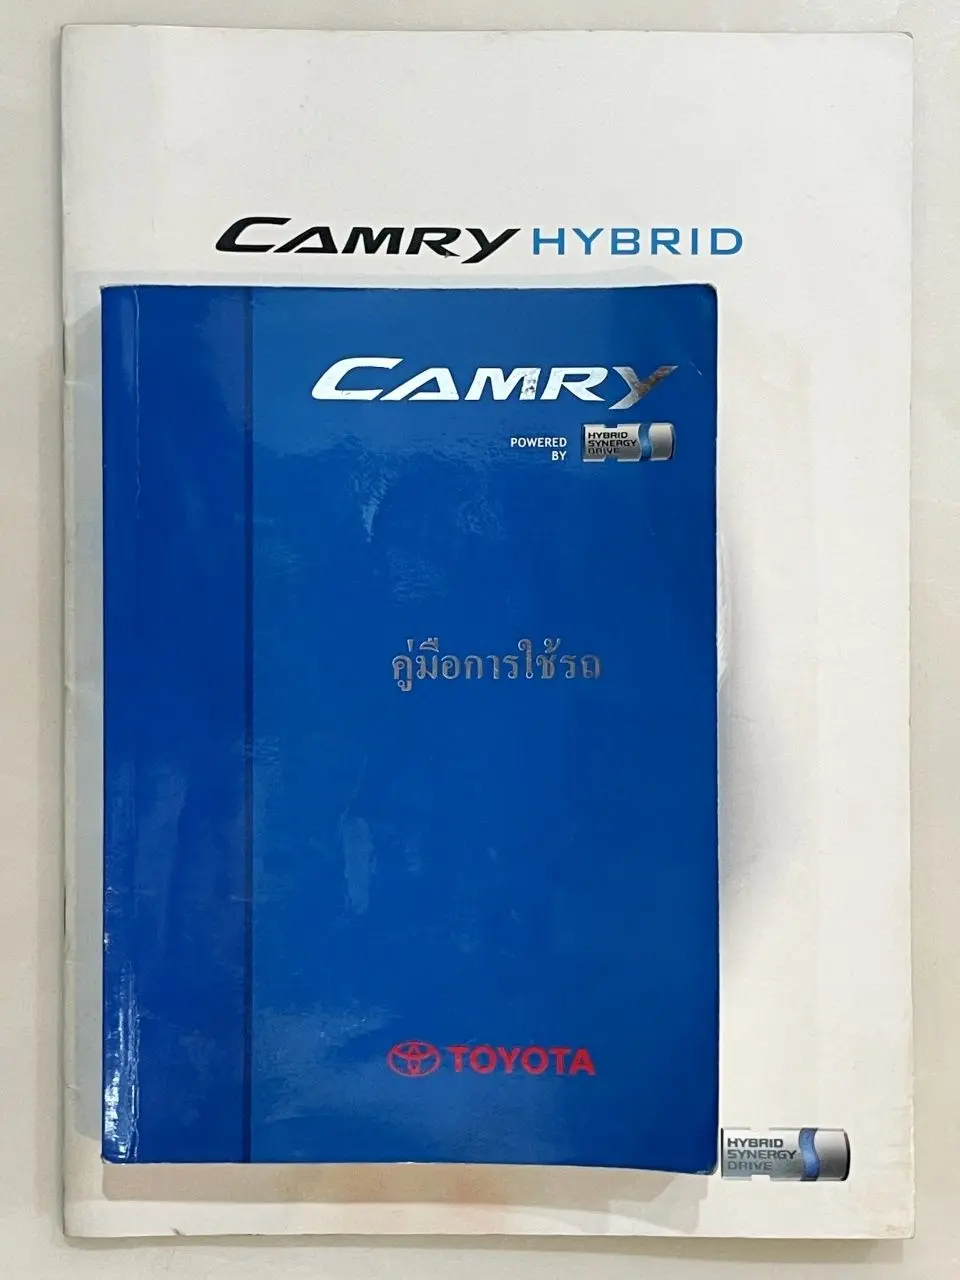 CAMRY HYBRID
CAMRY
POWERED
BY
HYBRID
SYNERGY
DRIVE
คู่มือการใช้รถ
TOYOTA
HYBRID
SYNERGY
DRIVE